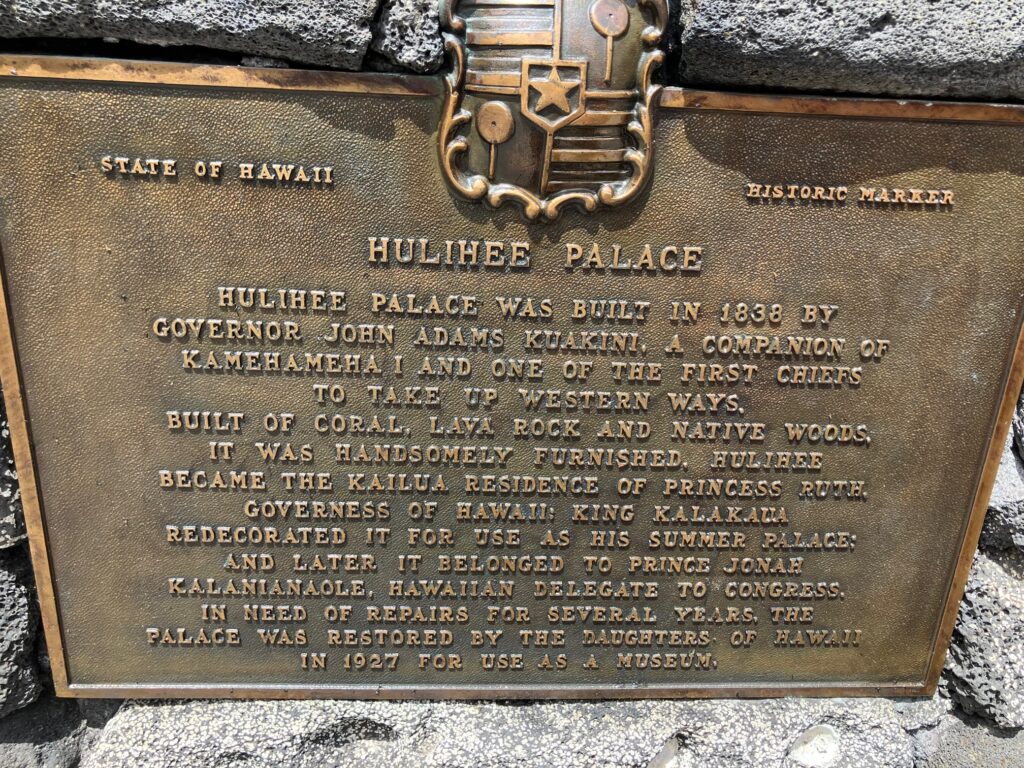 STATE OF HAWAII
HISTORIC MARKER
HULIHEE PALACE
HULIHEE PALACE WAS BUILT IN 1838 BY
GOVERNOR JOHN ADAMS KUAKINI, A COMPANION OF
KAMEHAMEHA I AND ONE OF THE FIRST CHIEFS
TO TAKE UP WESTERN WAYS.
BUILT OF CORAL, LAVA ROCK AND NATIVE WOODS,
IT WAS HANDSOMELY FURNISHED. HULIHEE
BECAME THE KAILUA RESIDENCE OF PRINCESS RUTH,
GOVERNESS OF HAWAII; KING KALAKAUA
REDECORATED IT FOR USE AS HIS SUMMER PALACE;
AND LATER IT BELONGED TO PRINCE JONAH
KALANIANAOLE, HAWAIIAN DELEGATE TO CONGRESS.
IN NEED OF REPAIRS FOR SEVERAL YEARS, THE
PALACE WAS RESTORED BY THE DAUGHTERS OF HAWAII
IN 1927 FOR USE AS A MUSEUM.